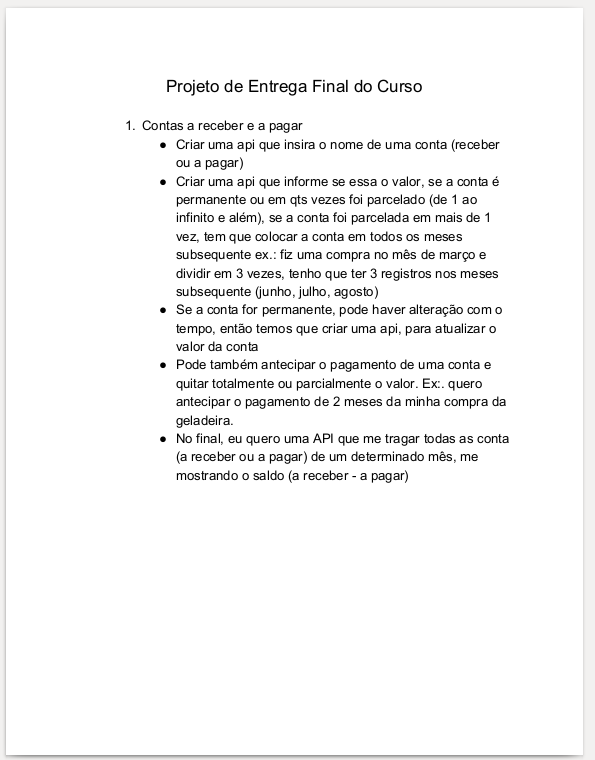 Projeto de Entrega Final do Curso
1. Contas a receber e a pagar
● Criar uma api que insira o nome de uma conta (receber
ou a pagar)
● Criar uma api que informe se essa o valor, se a conta é
permanente ou em qts vezes foi parcelado (de 1 ao
infinito e além), se a conta foi parcelada em mais de 1
vez, tem que colocar a conta em todos os meses
subsequente ex.: fiz uma compra no mês de março e
dividir em 3 vezes, tenho que ter 3 registros nos meses
subsequente (junho, julho, agosto)
● Se a conta for permanente, pode haver alteração com o
tempo, então temos que criar uma api, para atualizar o
valor da conta
● Pode também antecipar o pagamento de uma conta e
quitar totalmente ou parcialmente o valor. Ex:. quero
antecipar o pagamento de 2 meses da minha compra da
geladeira.
● No final, eu quero uma API que me tragar todas as conta
(a receber ou a pagar) de um determinado mês, me
mostrando o saldo (a receber - a pagar)